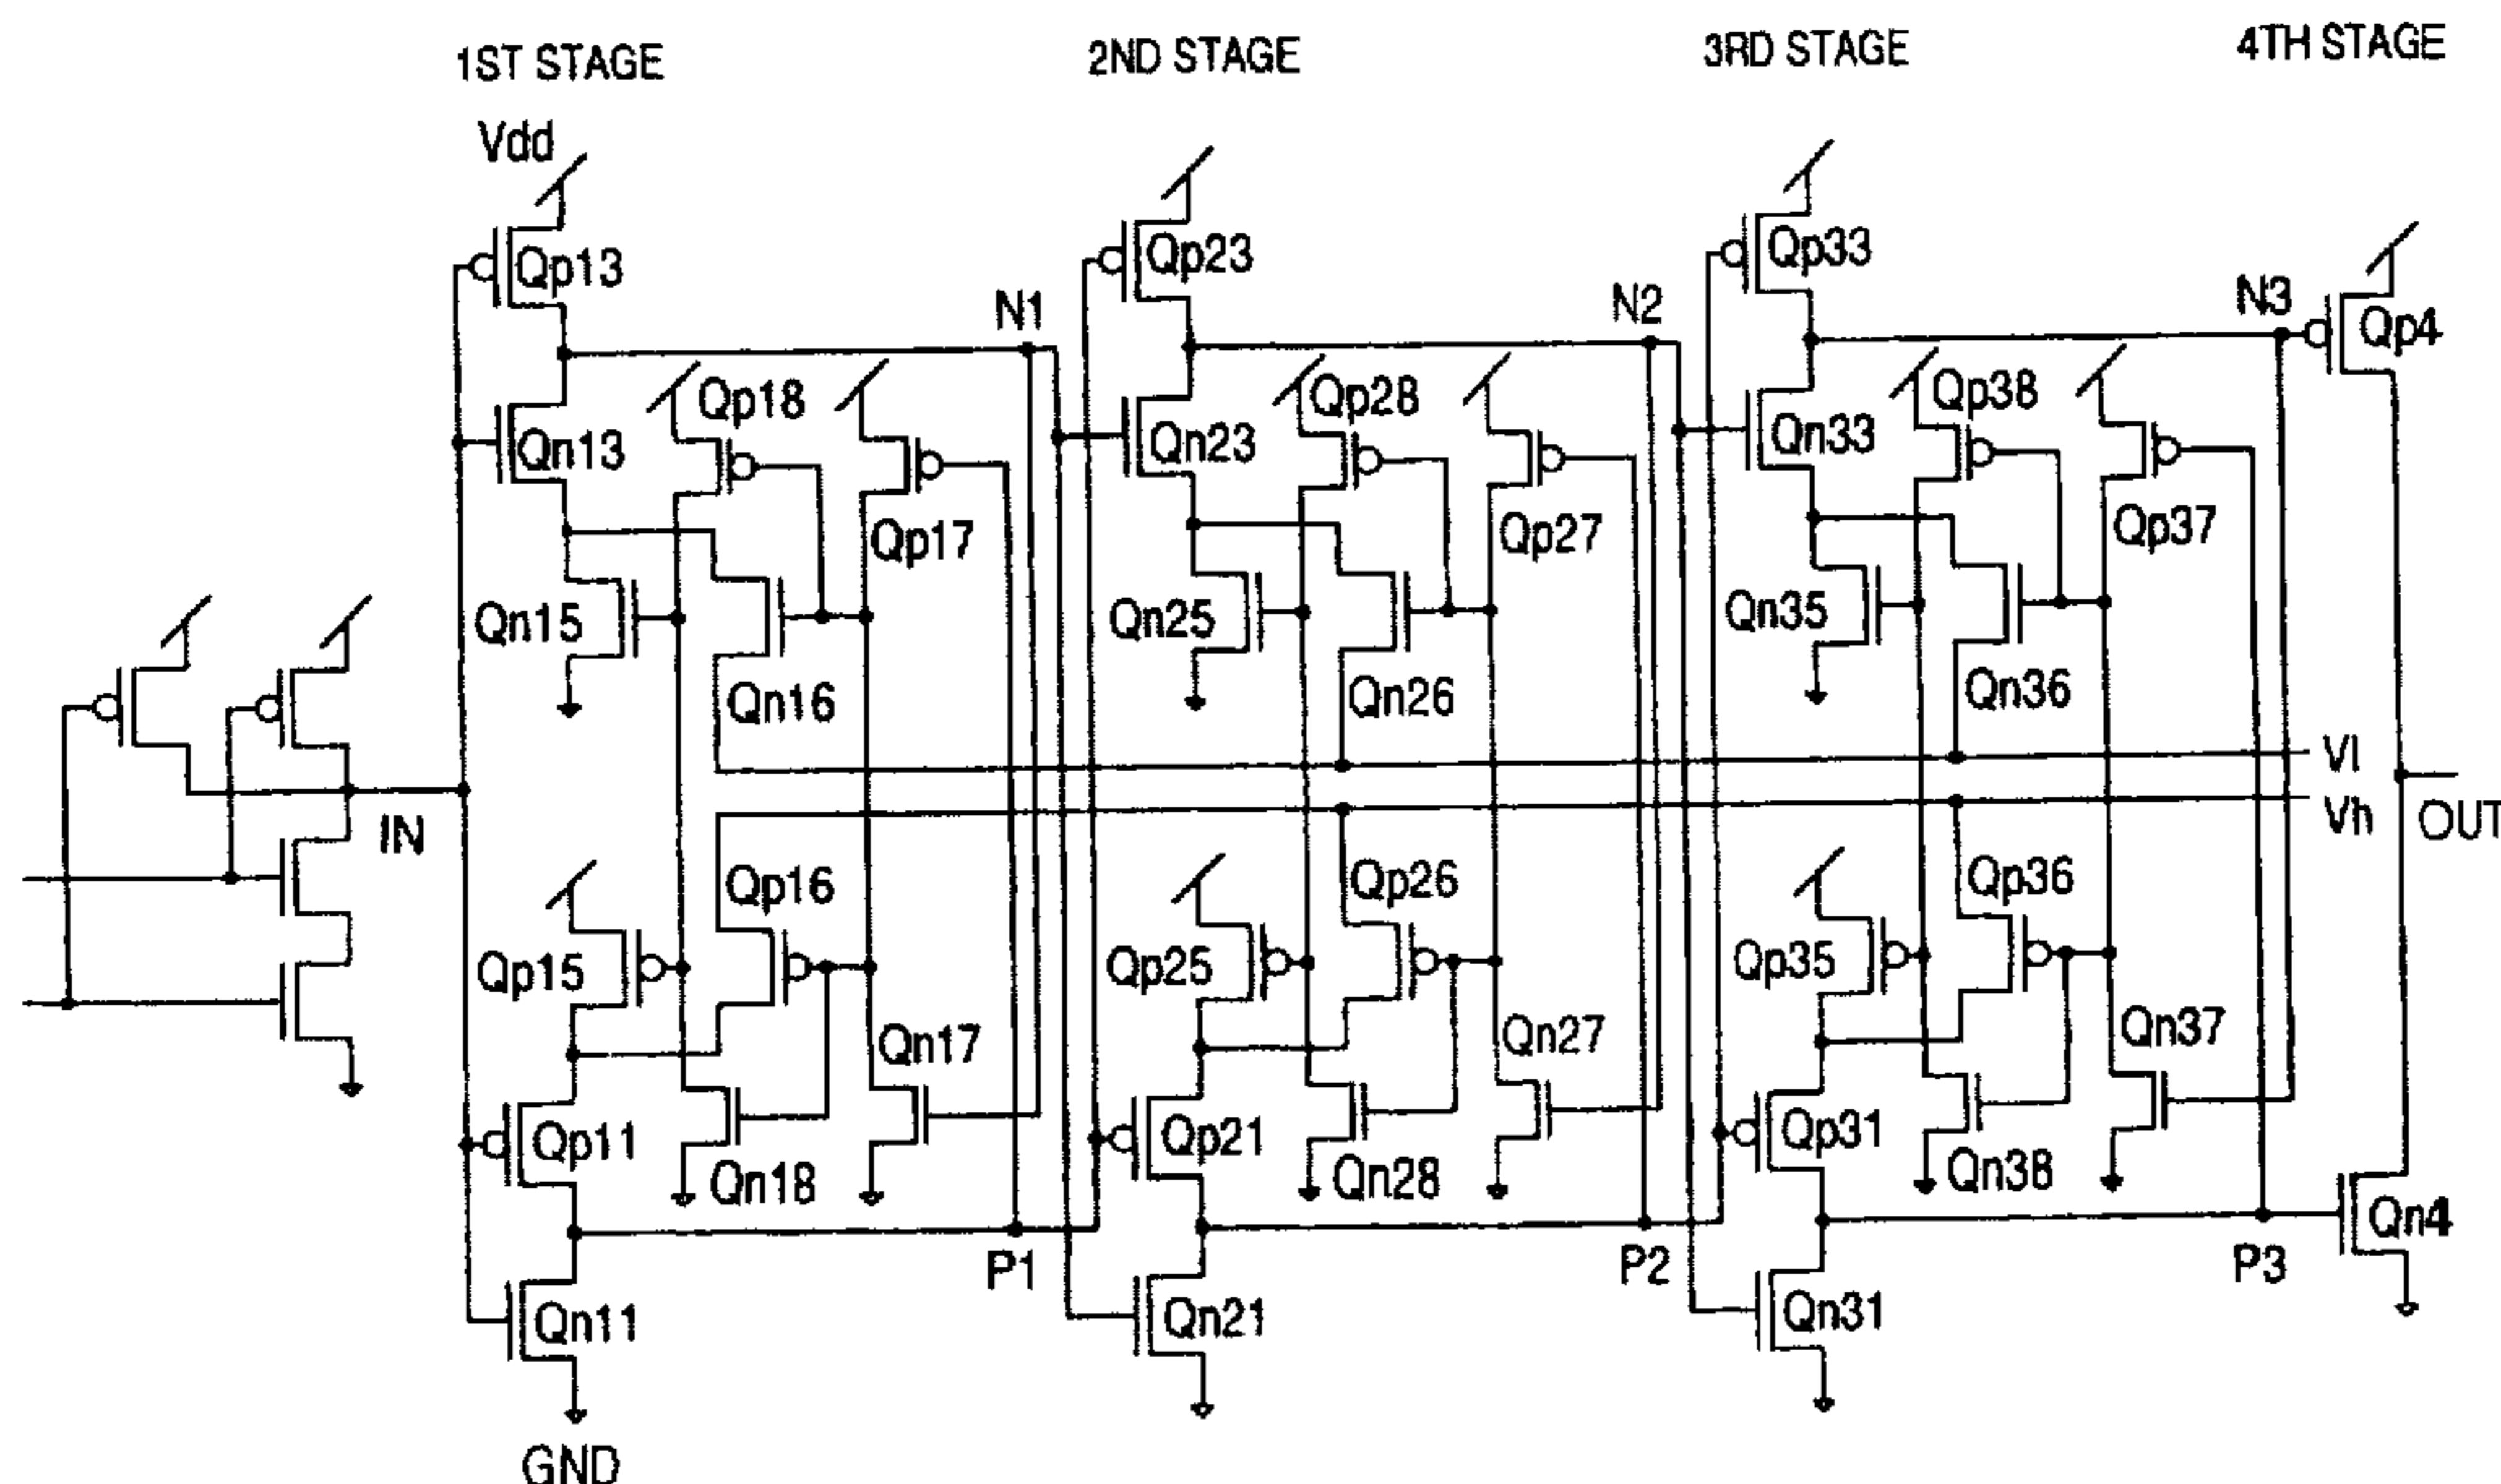 1ST STAGE
2ND STAGE
3RD STAGE
4TH STAGE
Vdd
Qp13
Qp23
Qp33
N1
N2
N3
Qp4
Qp18
Qp28
Qp38
Qn13
Qn23
Qn33
Qp17
Qp27
Qp37
Qn15
Qn25
Qn35
Qn16
Qn26
Qn36
Vl
Vh
OUT
IN
Qp16
Qp26
Qp36
Qp15
Qp25
Qp35
Qn17
Qn27
Qn37
Qp11
Qp21
Qp31
Qn18
Qn28
Qn38
Qn4
P1
P2
P3
Qn11
Qn21
Qn31
GND